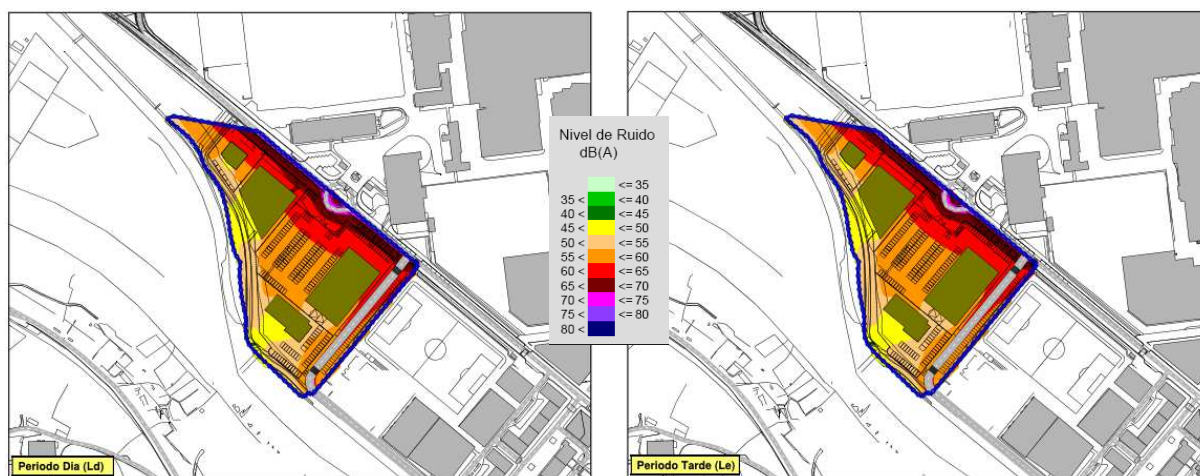 Nivel de Ruido
dB(A)
<= 35
35 < <= 40
40 < <= 45
45 < <= 50
50 < <= 55
55 < <= 60
60 < <= 65
65 < <= 70
70 < <= 75
75 < <= 80
80 <
Periodo Dia (Ld)
Periodo Tarde (Le)